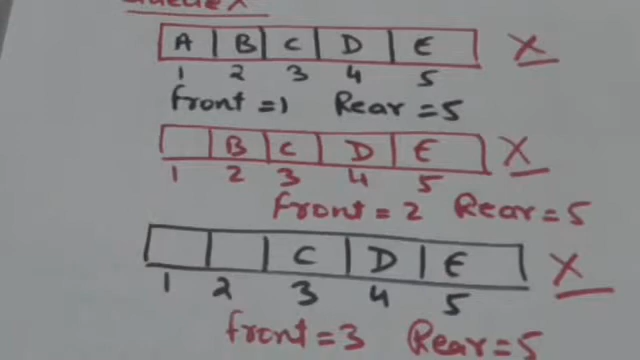 Queue X
A B C D E X
1 2 3 4 5
Front = 1 Rear = 5
B C D E X
1 2 3 4 5
Front = 2 Rear = 5
C D E X
1 2 3 4 5
Front = 3 Rear = 5